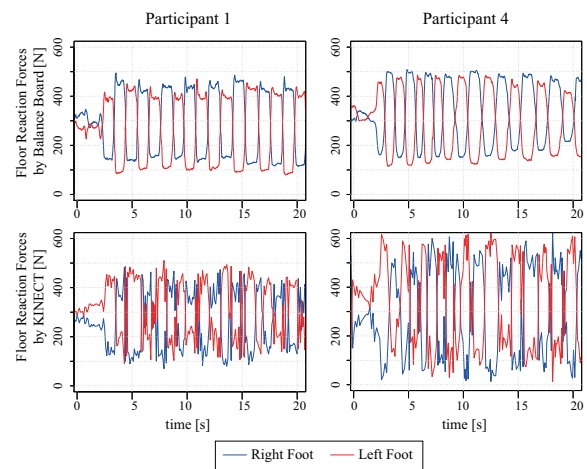 Participant 1
Participant 4
Floor Reaction Forces
by Balance Board [N]
600
400
200
0
0 5 10 15 20
600
400
200
0
0 5 10 15 20
Floor Reaction Forces
by KINECT [N]
600
400
200
0
0 5 10 15 20
time [s]
600
400
200
0
0 5 10 15 20
time [s]
Right Foot Left Foot